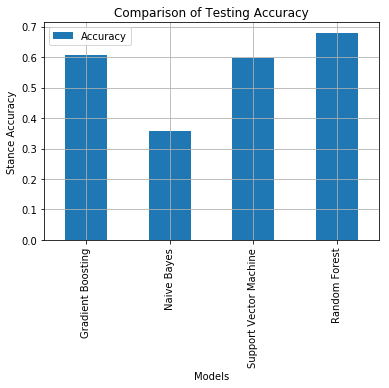 Comparison of Testing Accuracy
Accuracy
Stance Accuracy
0.7
0.6
0.5
0.4
0.3
0.2
0.1
0.0
Gradient Boosting
Naive Bayes
Support Vector Machine
Random Forest
Models